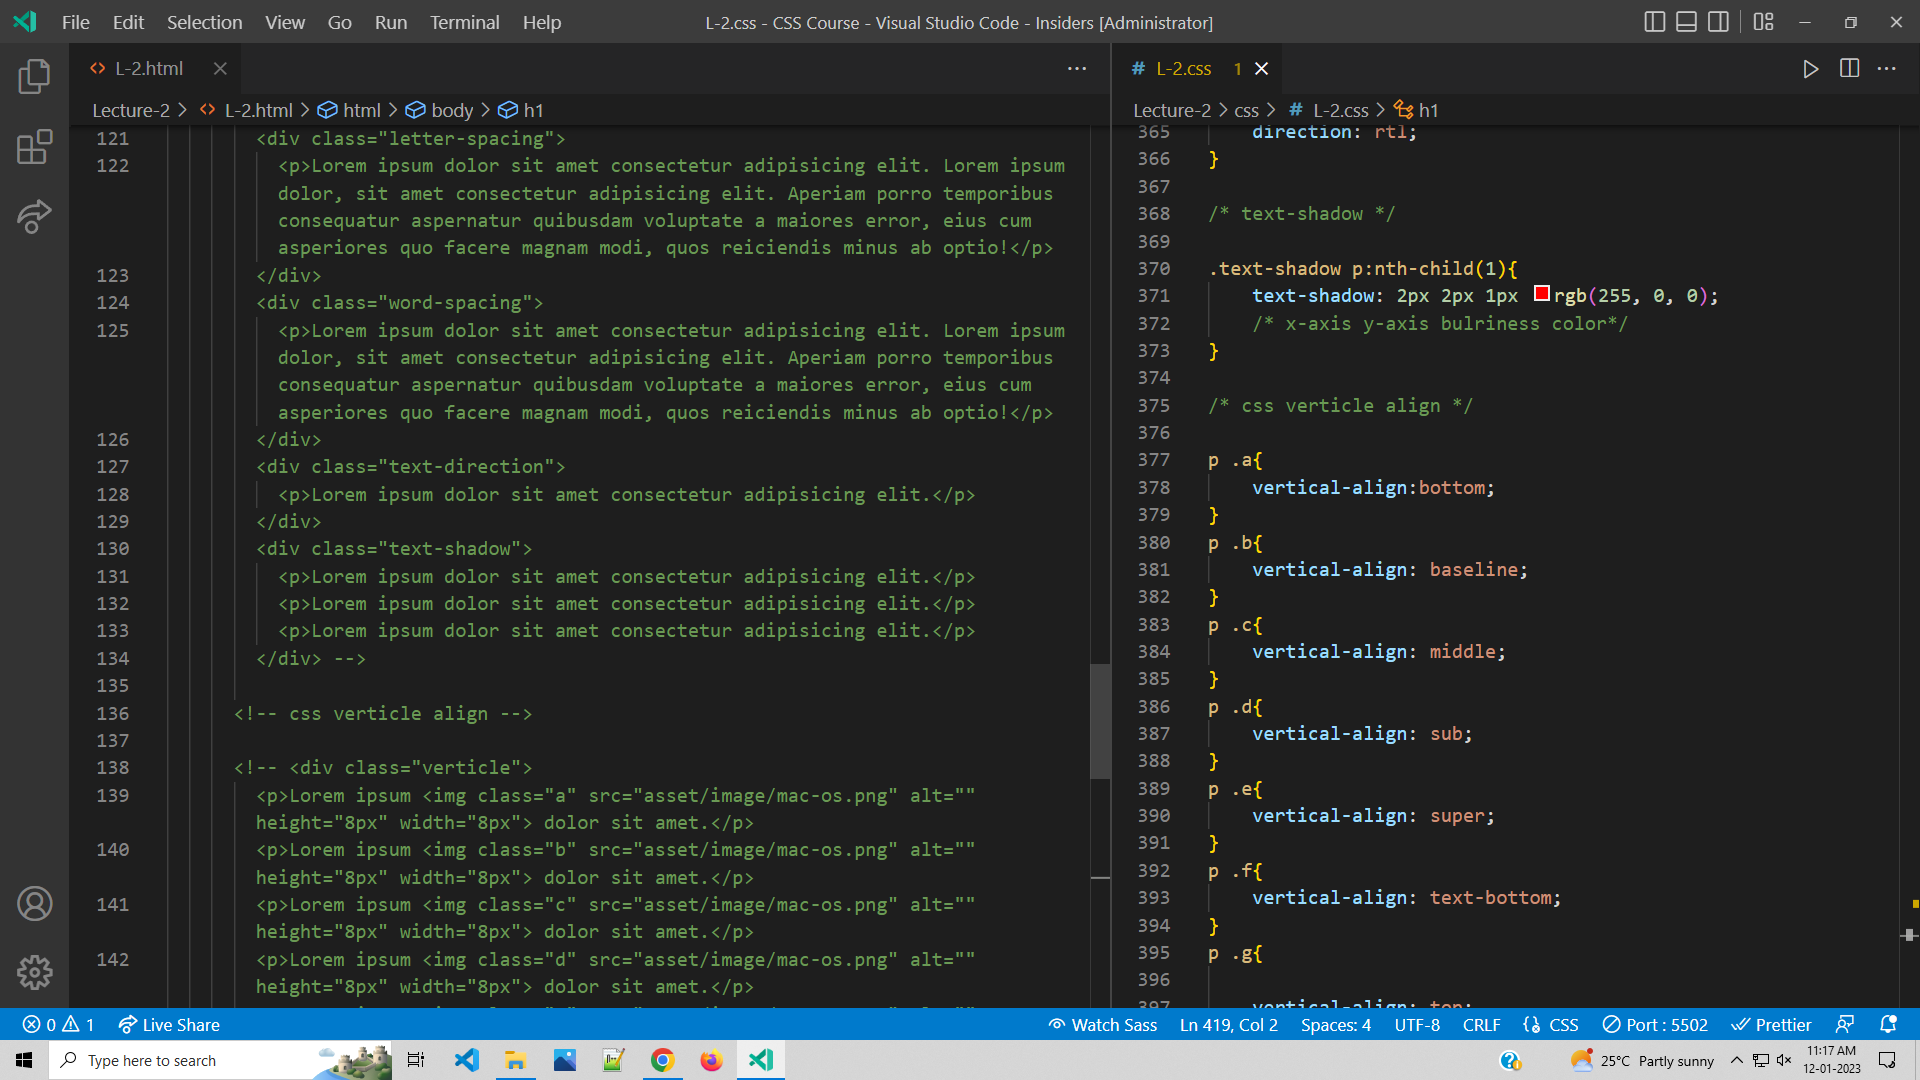 File Edit Selection View Go Run Terminal Help L-2.css - CSS Course - Visual Studio Code - Insiders [Administrator]
L-2.html
Lecture-2 > L-2.html > html > body > h1
121 <div class="letter-spacing">
122 <p>Lorem ipsum dolor sit amet consectetur adipisicing elit. Lorem ipsum
dolor, sit amet consectetur adipisicing elit. Aperiam porro temporibus
consequatur aspernatur quibusdam voluptate a maiores error, eius cum
asperiores quo facere magnam modi, quos reiciendis minus ab optio!</p>
123 </div>
124 <div class="word-spacing">
125 <p>Lorem ipsum dolor sit amet consectetur adipisicing elit. Lorem ipsum
dolor, sit amet consectetur adipisicing elit. Aperiam porro temporibus
consequatur aspernatur quibusdam voluptate a maiores error, eius cum
asperiores quo facere magnam modi, quos reiciendis minus ab optio!</p>
126 </div>
127 <div class="text-direction">
128 <p>Lorem ipsum dolor sit amet consectetur adipisicing elit.</p>
129 </div>
130 <div class="text-shadow">
131 <p>Lorem ipsum dolor sit amet consectetur adipisicing elit.</p>
132 <p>Lorem ipsum dolor sit amet consectetur adipisicing elit.</p>
133 <p>Lorem ipsum dolor sit amet consectetur adipisicing elit.</p>
134 </div> -->
135
136 <!-- css verticle align -->
137
138 <!-- <div class="verticle">
139 <p>Lorem ipsum <img class="a" src="asset/image/mac-os.png" alt=""
height="8px" width="8px"> dolor sit amet.</p>
140 <p>Lorem ipsum <img class="b" src="asset/image/mac-os.png" alt=""
height="8px" width="8px"> dolor sit amet.</p>
141 <p>Lorem ipsum <img class="c" src="asset/image/mac-os.png" alt=""
height="8px" width="8px"> dolor sit amet.</p>
142 <p>Lorem ipsum <img class="d" src="asset/image/mac-os.png" alt=""
height="8px" width="8px"> dolor sit amet.</p>
# L-2.css 1
Lecture-2 > css > # L-2.css > h1
365 direction: rtl;
366 }
367
368 /* text-shadow */
369
370 .text-shadow p:nth-child(1){
371 text-shadow: 2px 2px 1px rgb(255, 0, 0);
372 /* x-axis y-axis bulriness color*/
373 }
374
375 /* css verticle align */
376
377 p .a{
378 vertical-align:bottom;
379 }
380 p .b{
381 vertical-align: baseline;
382 }
383 p .c{
384 vertical-align: middle;
385 }
386 p .d{
387 vertical-align: sub;
388 }
389 p .e{
390 vertical-align: super;
391 }
392 p .f{
393 vertical-align: text-bottom;
394 }
395 p .g{
396
397 vertical-align: top;
0 1 Live Share Watch Sass Ln 419, Col 2 Spaces: 4 UTF-8 CRLF CSS Port : 5502 Prettier
Type here to search 25°C Partly sunny 11:17 AM
12-01-2023